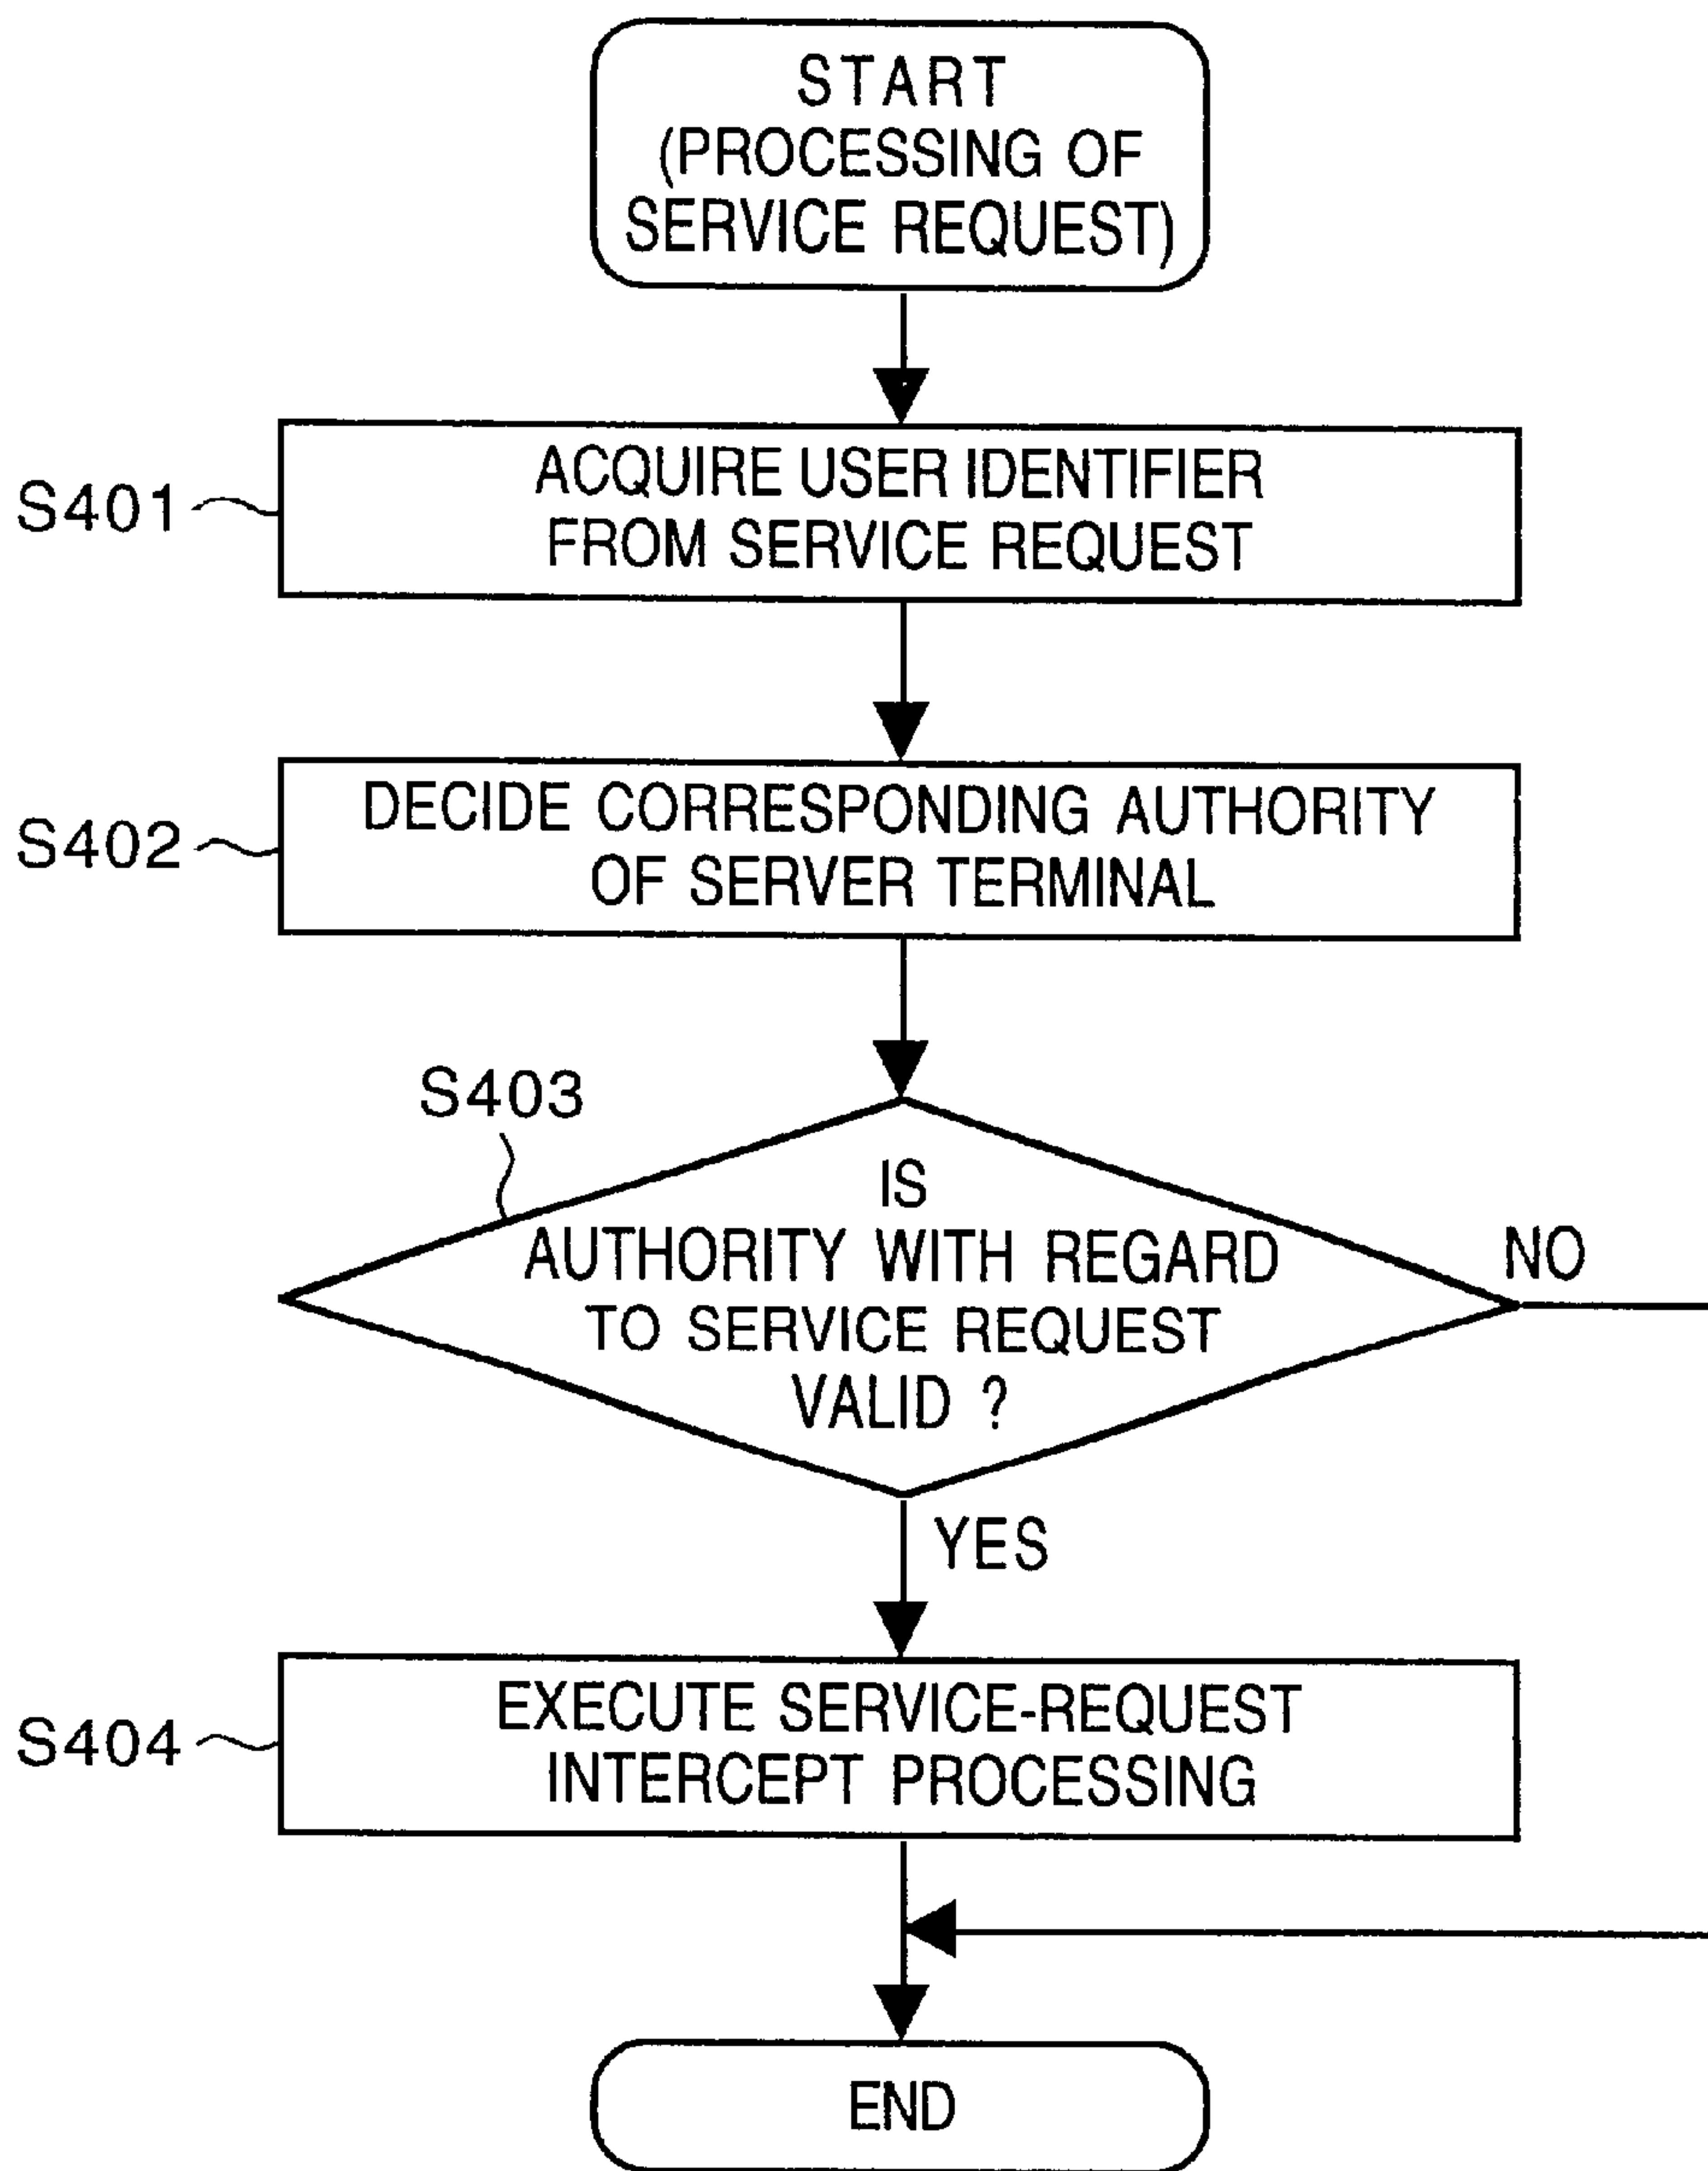 START
(PROCESSING OF
SERVICE REQUEST)
S401
ACQUIRE USER IDENTIFIER
FROM SERVICE REQUEST
S402
DECIDE CORRESPONDING AUTHORITY
OF SERVER TERMINAL
S403
IS
AUTHORITY WITH REGARD
TO SERVICE REQUEST
VALID ?
NO
YES
S404
EXECUTE SERVICE-REQUEST
INTERCEPT PROCESSING
END